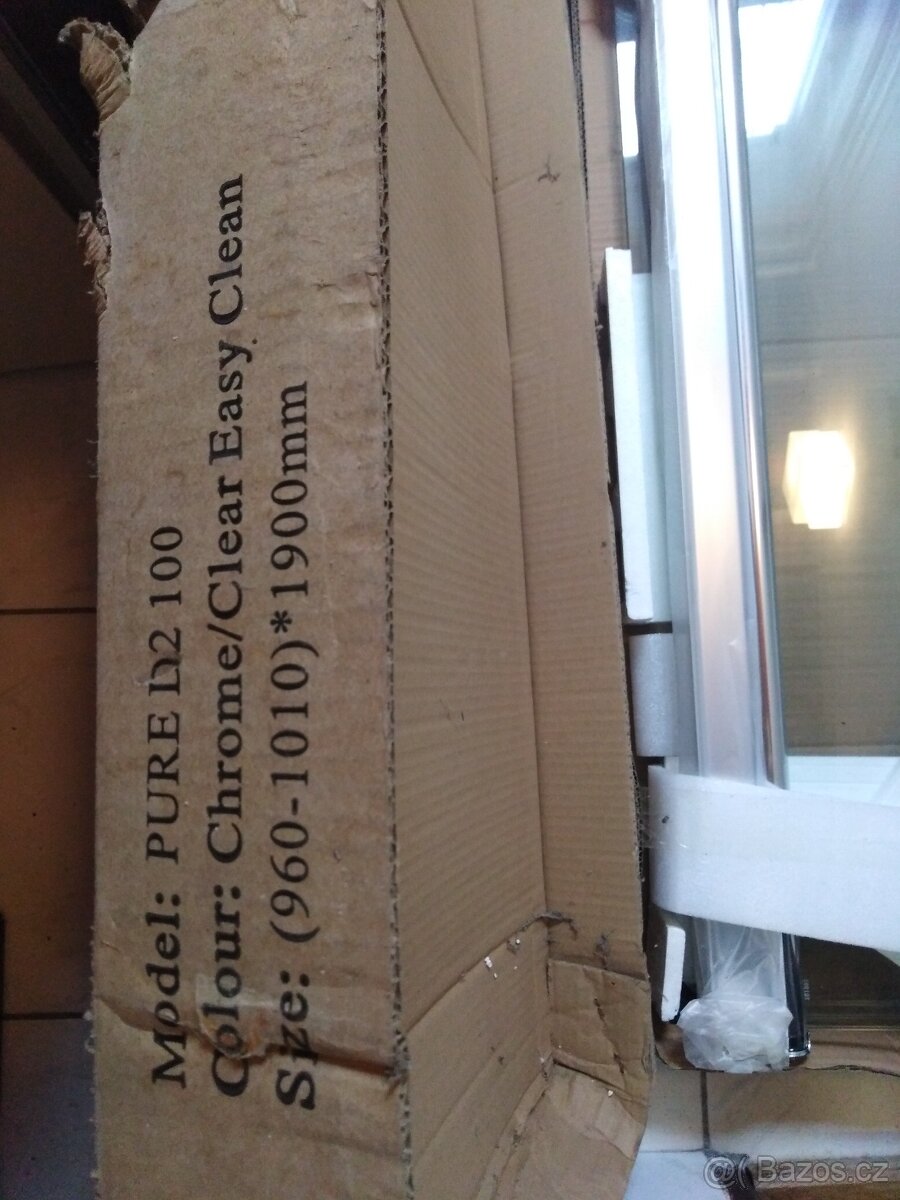 Model: PURE D2 100
Colour: Chrome/Clear Easy Clean
Size: (960-1010)*1900mm
@( Bazos.cz